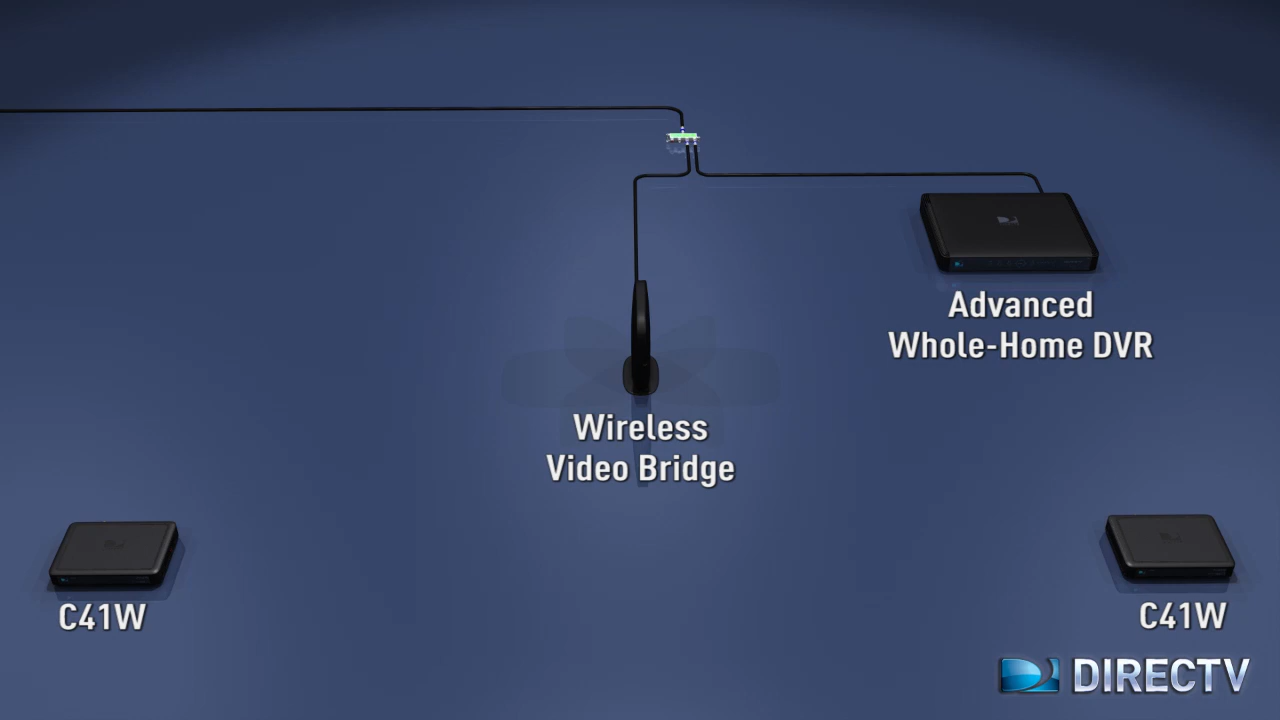 Advanced
Whole-Home DVR
Wireless
Video Bridge
C41W
C41W
DIRECTV